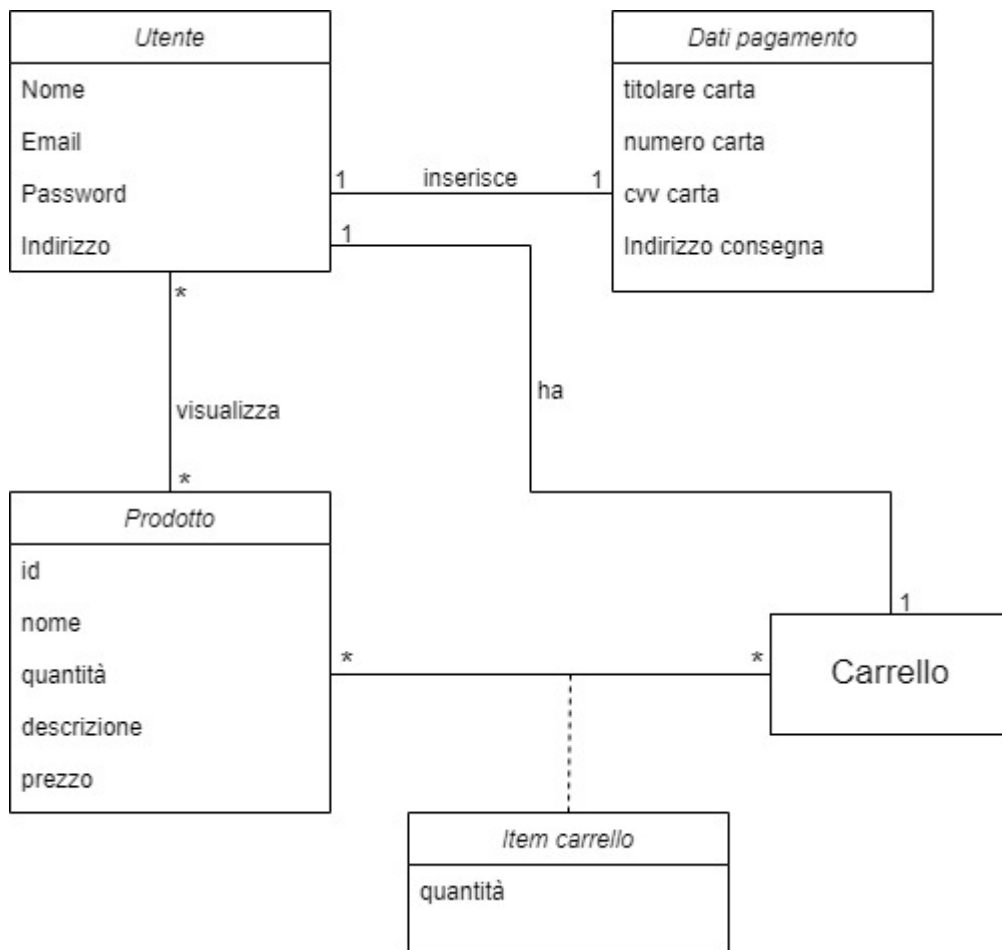 Utente
Nome
Email
Password
Indirizzo
Dati pagamento
titolare carta
numero carta
cvv carta
Indirizzo consegna
1 inserisce 1
1
*
visualizza
*
ha
1
Prodotto
id
nome
quantità
descrizione
prezzo
* *
Carrello
Item carrello
quantità